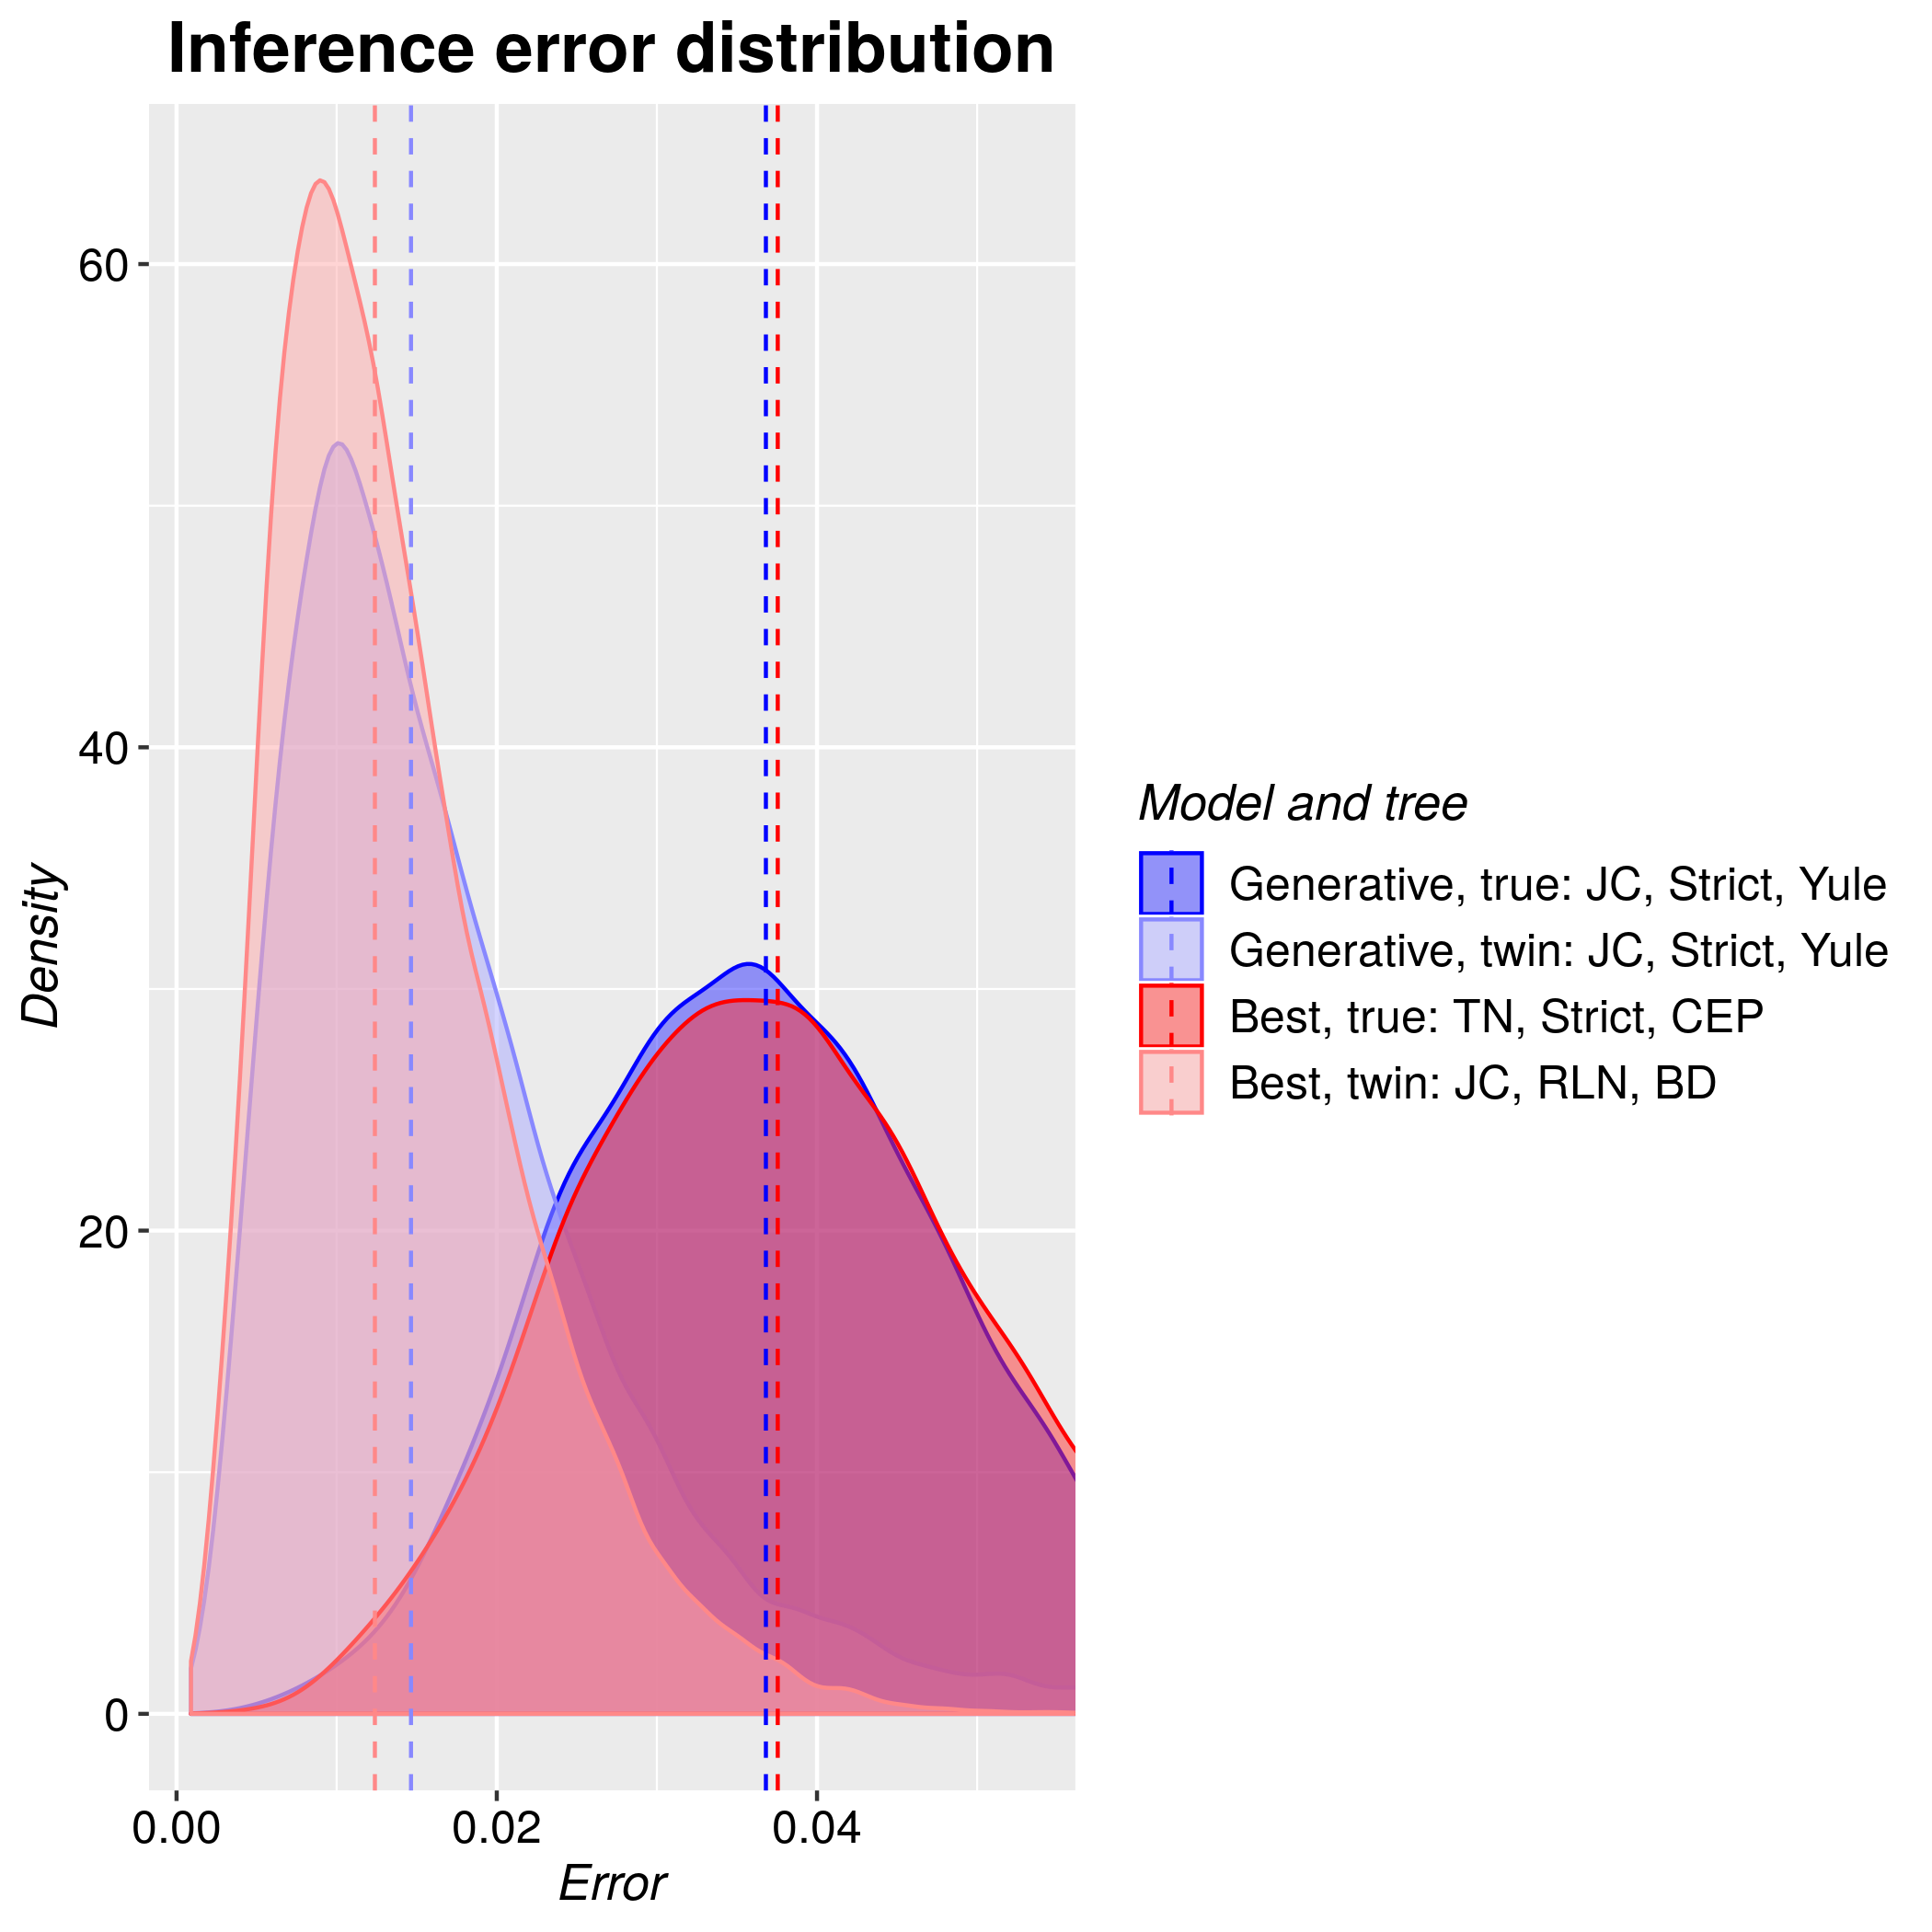 Inference error distribution
Density
60
40
20
0
0.00
0.02
0.04
Error
Model and tree
Generative, true: JC, Strict, Yule
Generative, twin: JC, Strict, Yule
Best, true: TN, Strict, CEP
Best, twin: JC, RLN, BD